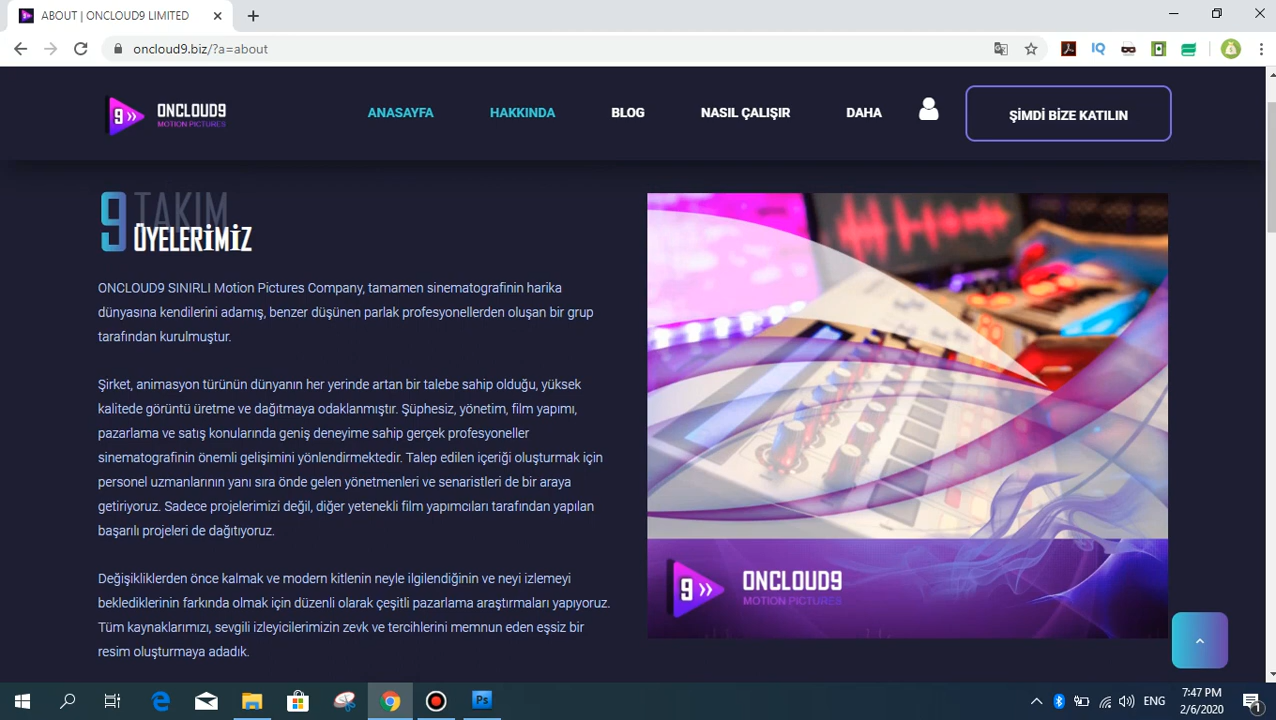 ABOUT | ONCLOUD9 LIMITED
oncloud9.biz/?a=about
IQ
9
ONCLOUD9
MOTION PICTURES
ANASAYFA
HAKKINDA
BLOG
NASIL ÇALIŞIR
DAHA
ŞİMDİ BİZE KATILIN
9 TAKIM
ÜYELERİMİZ
ONCLOUD9 SINIRLI Motion Pictures Company, tamamen sinematografinin harika
dünyasına kendilerini adamış, benzer düşünen parlak profesyonellerden oluşan bir grup
tarafından kurulmuştur.
Şirket, animasyon türünün dünyanın her yerinde artan bir talebe sahip olduğu, yüksek
kalitede görüntü üretme ve dağıtmaya odaklanmıştır. Şüphesiz, yönetim, film yapımı,
pazarlama ve satış konularında geniş deneyime sahip gerçek profesyoneller
sinematografinin önemli gelişimini yönlendirmektedir. Talep edilen içeriği oluşturmak için
personel uzmanlarının yanı sıra önde gelen yönetmenleri ve senaristleri de bir araya
getiriyoruz. Sadece projelerimizi değil, diğer yetenekli film yapımcıları tarafından yapılan
başarılı projeleri de dağıtıyoruz.
Değişikliklerden önce kalmak ve modern kitlenin neyle ilgilendiğinin ve neyi izlemeyi
beklediklerinin farkında olmak için düzenli olarak çeşitli pazarlama araştırmaları yapıyoruz.
Tüm kaynaklarımızı, sevgili izleyicilerimizin zevk ve tercihlerini memnun eden eşsiz bir
resim oluşturmaya adadık.
9
ONCLOUD9
MOTION PICTURES
Ps
ENG
7:47 PM
2/6/2020
1